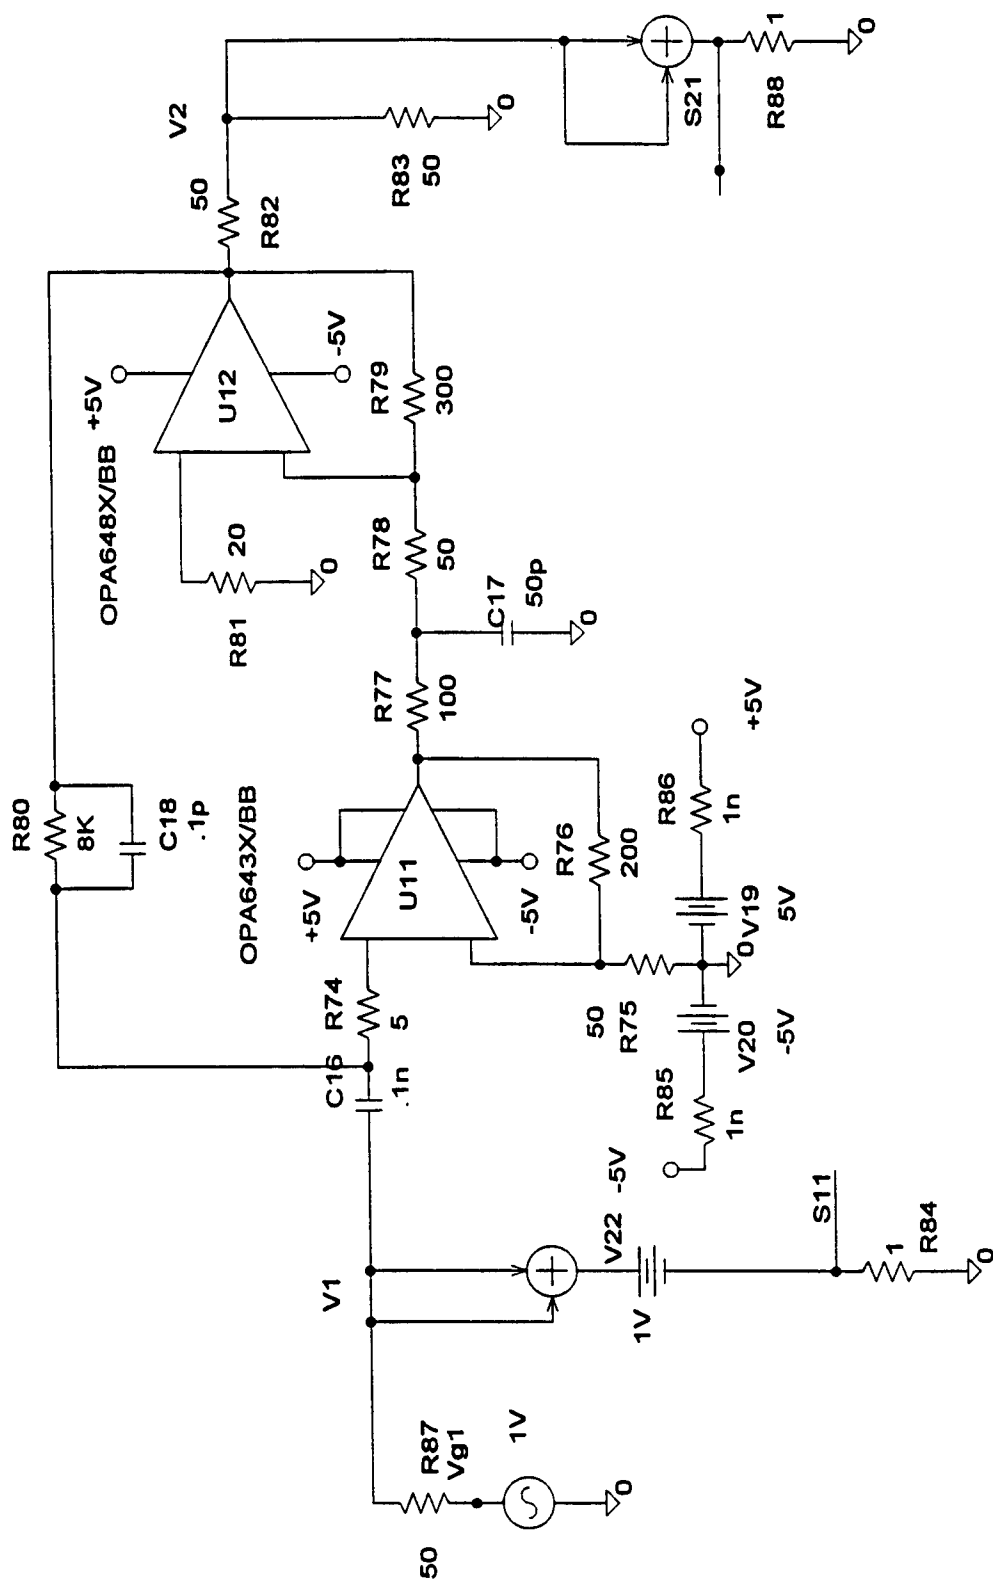 50
R87
Vg1
1V
0
V1
1V
V22
-5V
S11
1
R84
0
C16
.1n
R74
5
R80
8K
C18
.1p
OPA643X/BB
+5V
U11
-5V
R76
200
50
R75
0
V19
5V
V20
-5V
R85
1n
R86
1n
+5V
R77
100
C17
50p
0
R78
50
R81
20
0
OPA648X/BB
+5V
U12
-5V
R79
300
50
R82
V2
R83
50
0
S21
1
R88
0